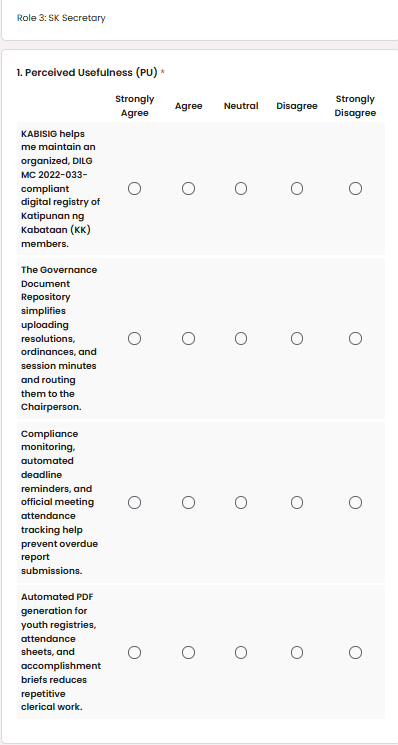 Role 3: SK Secretary
1. Perceived Usefulness (PU) *
Strongly Agree Agree Neutral Disagree Strongly Disagree
KABISIG helps
me maintain an
organized, DILG
MC 2022-033-
compliant
digital registry of
Katipunan ng
Kabataan (KK)
members.
The Governance
Document
Repository
simplifies
uploading
resolutions,
ordinances, and
session minutes
and routing
them to the
Chairperson.
Compliance
monitoring,
automated
deadline
reminders, and
official meeting
attendance
tracking help
prevent overdue
report
submissions.
Automated PDF
generation for
youth registries,
attendance
sheets, and
accomplishment
briefs reduces
repetitive
clerical work.